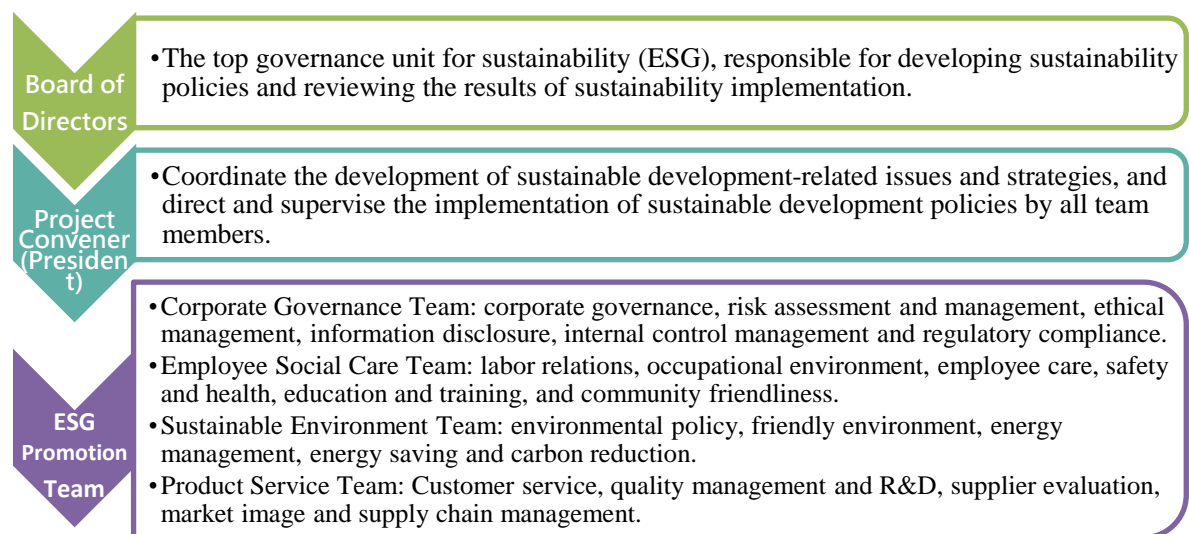 Board of
Directors
•The top governance unit for sustainability (ESG), responsible for developing sustainability
policies and reviewing the results of sustainability implementation.
Project
Convener
(Presiden
t)
•Coordinate the development of sustainable development-related issues and strategies, and
direct and supervise the implementation of sustainable development policies by all team
members.
ESG
Promotion
Team
•Corporate Governance Team: corporate governance, risk assessment and management, ethical
management, information disclosure, internal control management and regulatory compliance.
•Employee Social Care Team: labor relations, occupational environment, employee care, safety
and health, education and training, and community friendliness.
•Sustainable Environment Team: environmental policy, friendly environment, energy
management, energy saving and carbon reduction.
•Product Service Team: Customer service, quality management and R&D, supplier evaluation,
market image and supply chain management.